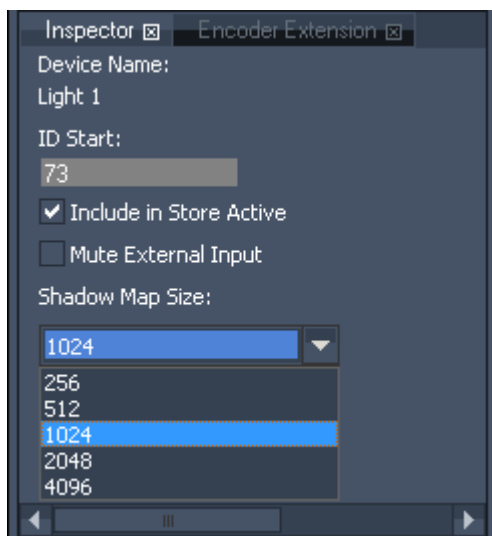 Inspector Encoder Extension
Device Name:
Light 1
ID Start:
73
Include in Store Active
Mute External Input
Shadow Map Size:
1024
256
512
1024
2048
4096